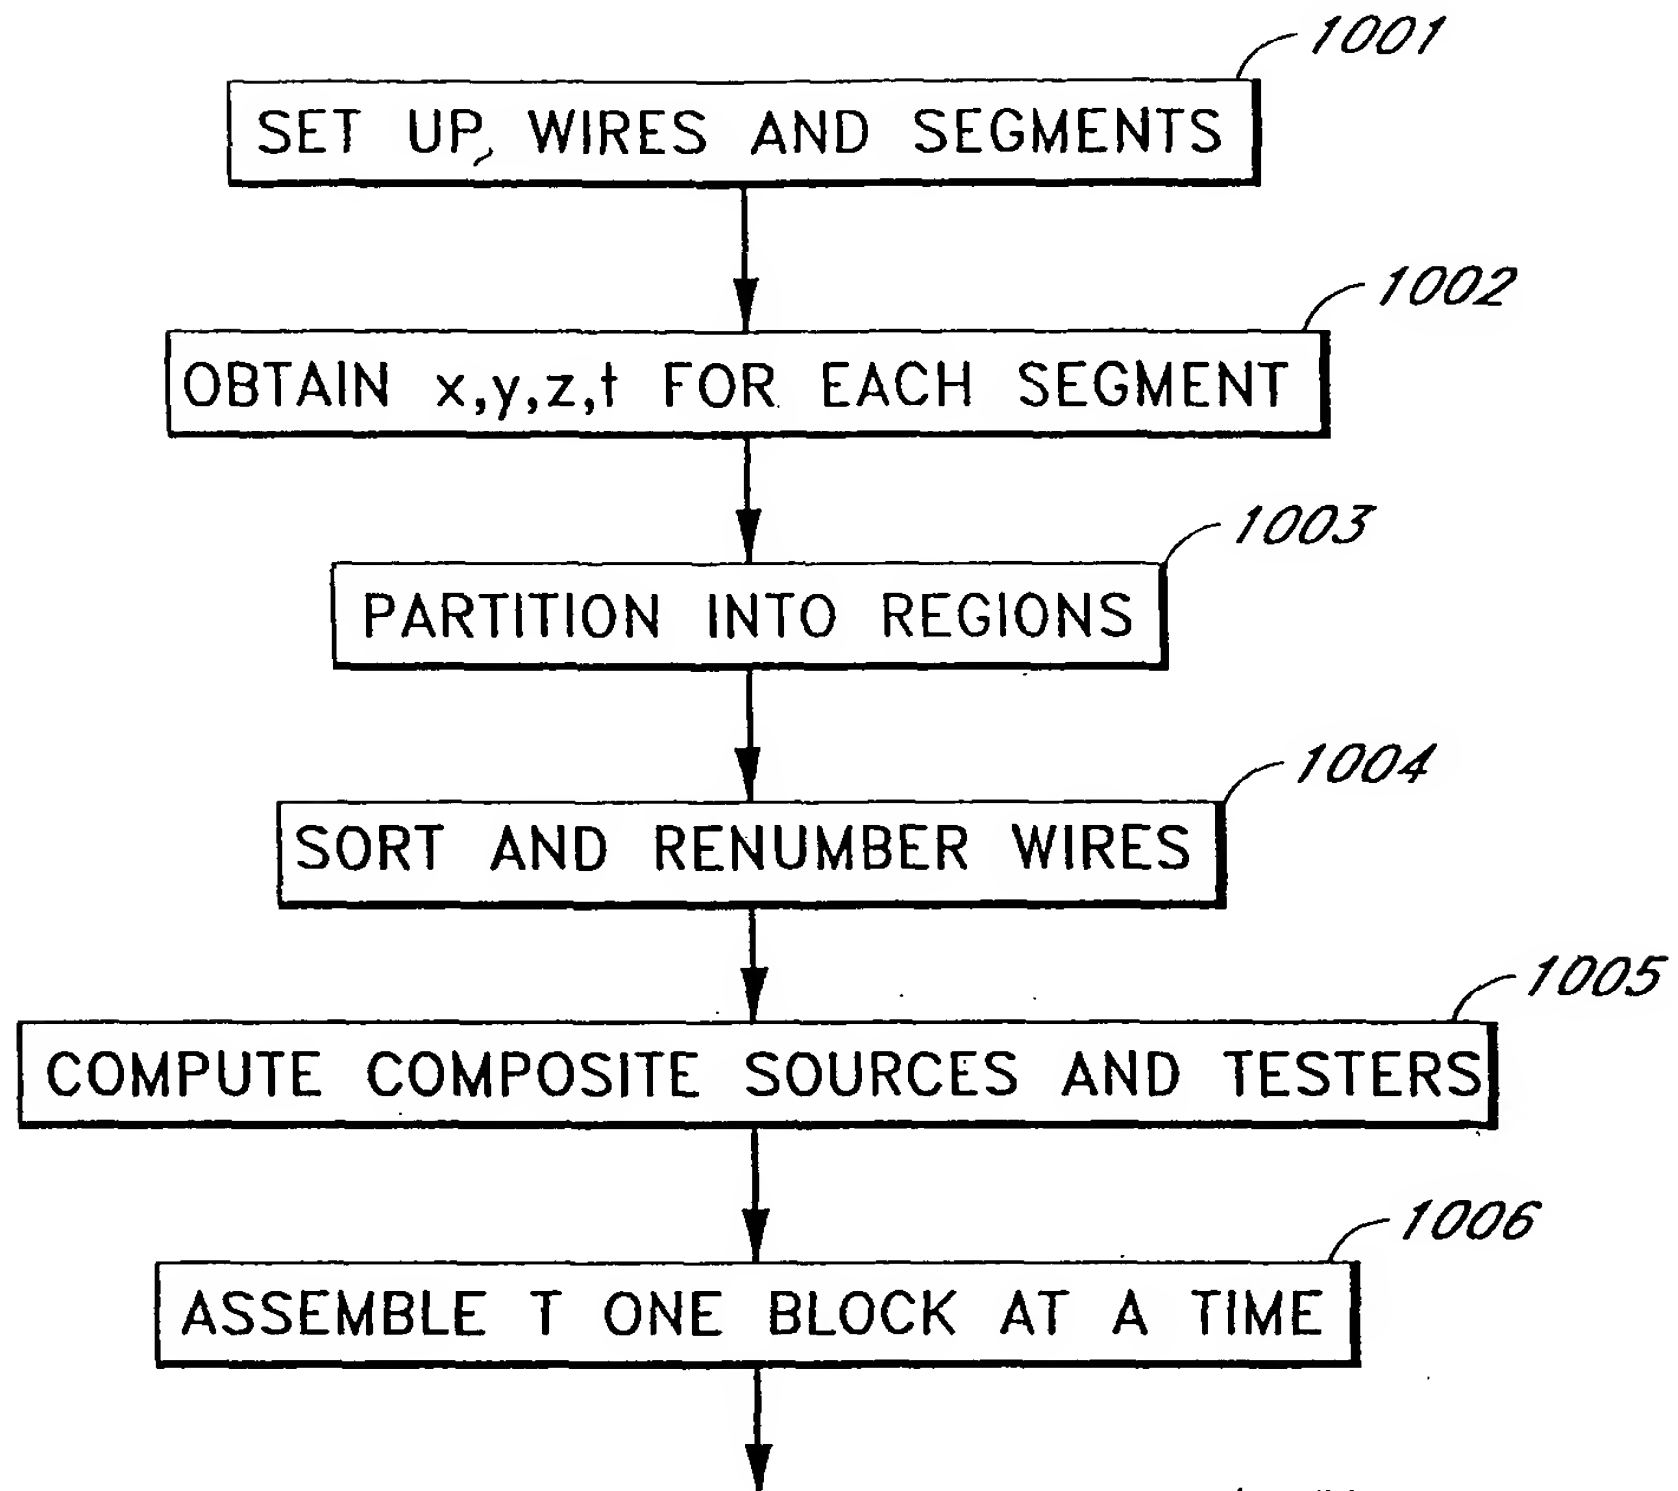 1001
SET UP WIRES AND SEGMENTS
1002
OBTAIN x,y,z,t FOR EACH SEGMENT
1003
PARTITION INTO REGIONS
1004
SORT AND RENUMBER WIRES
1005
COMPUTE COMPOSITE SOURCES AND TESTERS
1006
ASSEMBLE T ONE BLOCK AT A TIME